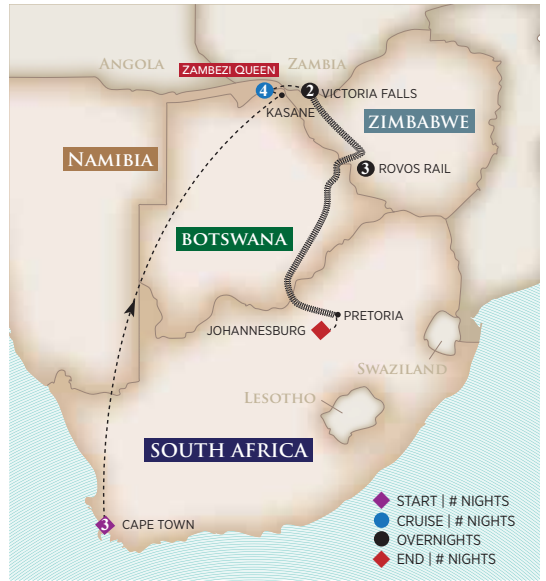 ANGOLA
ZAMBIA
ZAMBEZI QUEEN
4
2
VICTORIA FALLS
KASANE
ZIMBABWE
NAMIBIA
3
ROVOS RAIL
BOTSWANA
PRETORIA
JOHANNESBURG
SWAZILAND
LESOTHO
SOUTH AFRICA
3
CAPE TOWN
START | # NIGHTS
CRUISE | # NIGHTS
OVERNIGHTS
END | # NIGHTS